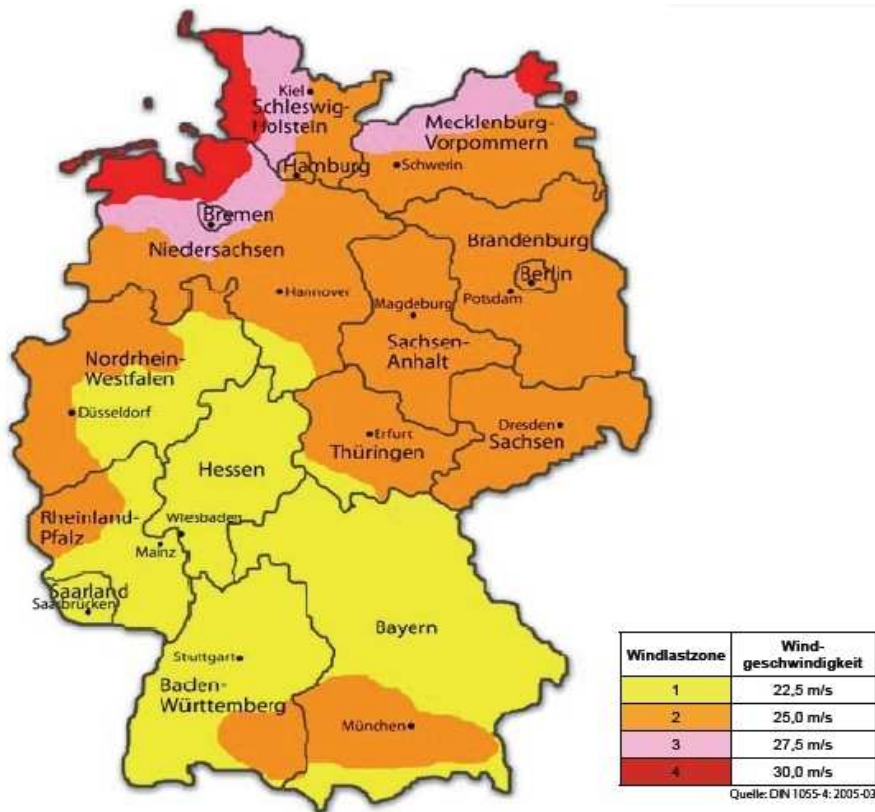 Kiel
Schleswig-
Holstein
Mecklenburg-
Vorpommern
Hamburg
Schwerin
Bremen
Niedersachsen
Brandenburg
Berlin
Hannover
Potsdam
Magdeburg
Sachsen-
Anhalt
Nordrhein-
Westfalen
Düsseldorf
Dresden
Sachsen
Erfurt
Thüringen
Hessen
Rheinland-
Pfalz
Wiesbaden
Mainz
Saarland
Saarbrücken
Bayern
Stuttgart
Baden-
Württemberg
München
Windlastzone Wind-
geschwindigkeit
1 22,5 m/s
2 25,0 m/s
3 27,5 m/s
4 30,0 m/s
Quelle: DIN 1055-4: 2005-03